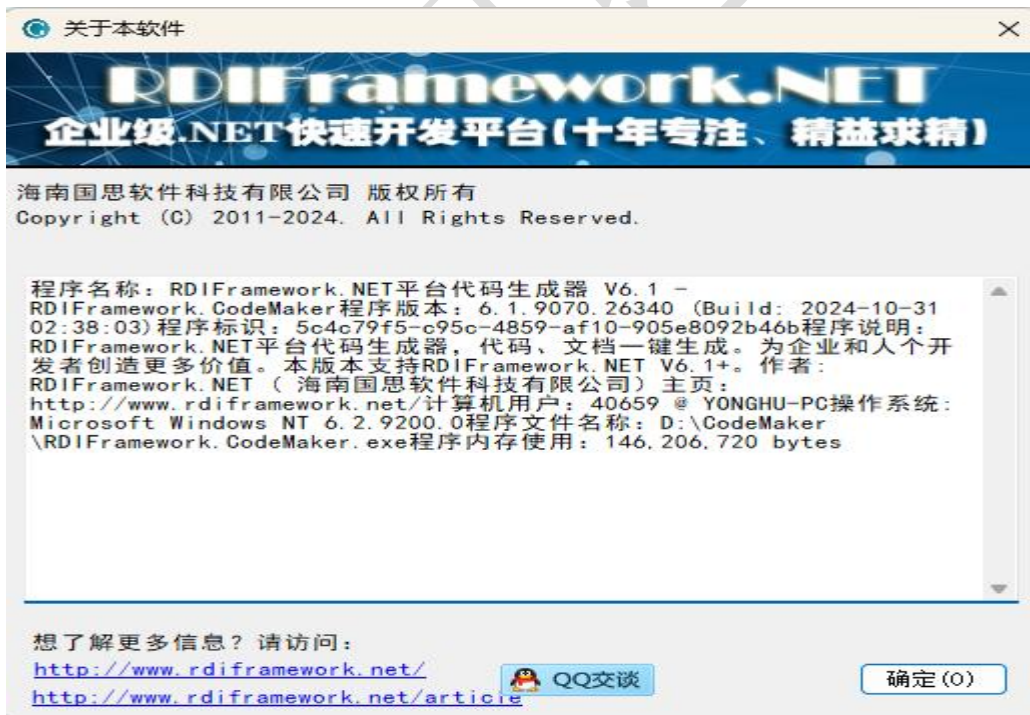 关于本软件
RDIFramework.NET
企业级.NET快速开发平台(十年专注、精益求精)
海南国思软件科技有限公司 版权所有
Copyright (C) 2011-2024. All Rights Reserved.
程序名称：RDIFramework.NET平台代码生成器 V6.1 -
RDIFramework.CodeMaker程序版本：6.1.9070.26340 (Build: 2024-10-31
02:38:03)程序标识：5c4c79f5-c95c-4859-af10-905e8092b46b程序说明：
RDIFramework.NET平台代码生成器，代码、文档一键生成。为企业和人个开
发者创造更多价值。本版本支持RDIFramework.NET V6.1+。作者：
RDIFramework.NET（ 海南国思软件科技有限公司）主页：
http://www.rdiframework.net/计算机用户：40659 @ YONGHU-PC操作系统：
Microsoft Windows NT 6.2.9200.0程序文件名称：D:\CodeMaker
\RDIFramework.CodeMaker.exe程序内存使用：146,206,720 bytes
想了解更多信息？请访问：
http://www.rdiframework.net/
http://www.rdiframework.net/article
QQ交谈
确定(O)